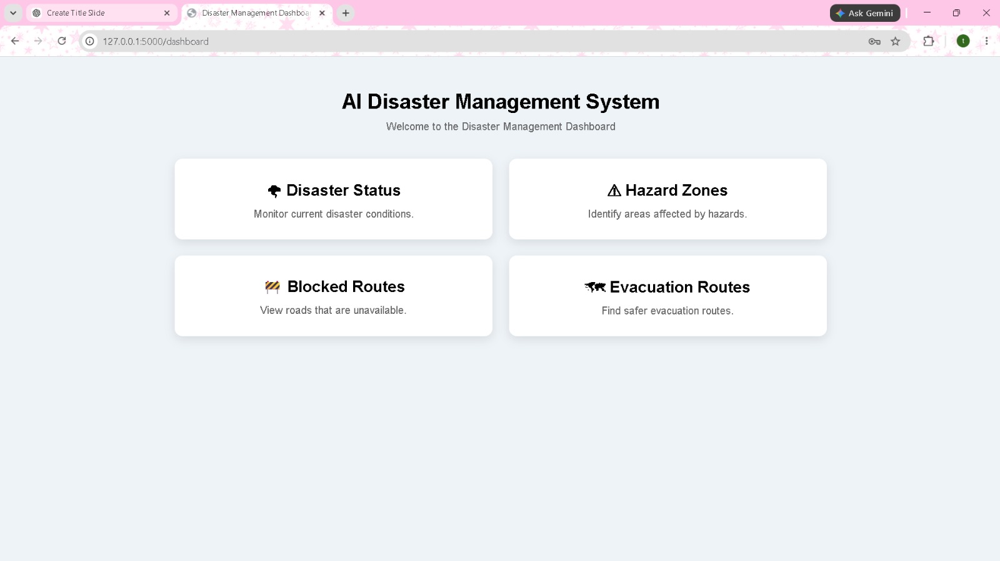 Create Title Slide
Disaster Management Dashboa
Ask Gemini
127.0.0.1:5000/dashboard
t
AI Disaster Management System
Welcome to the Disaster Management Dashboard
Disaster Status
Monitor current disaster conditions.
⚠ Hazard Zones
Identify areas affected by hazards.
🚧 Blocked Routes
View roads that are unavailable.
Evacuation Routes
Find safer evacuation routes.